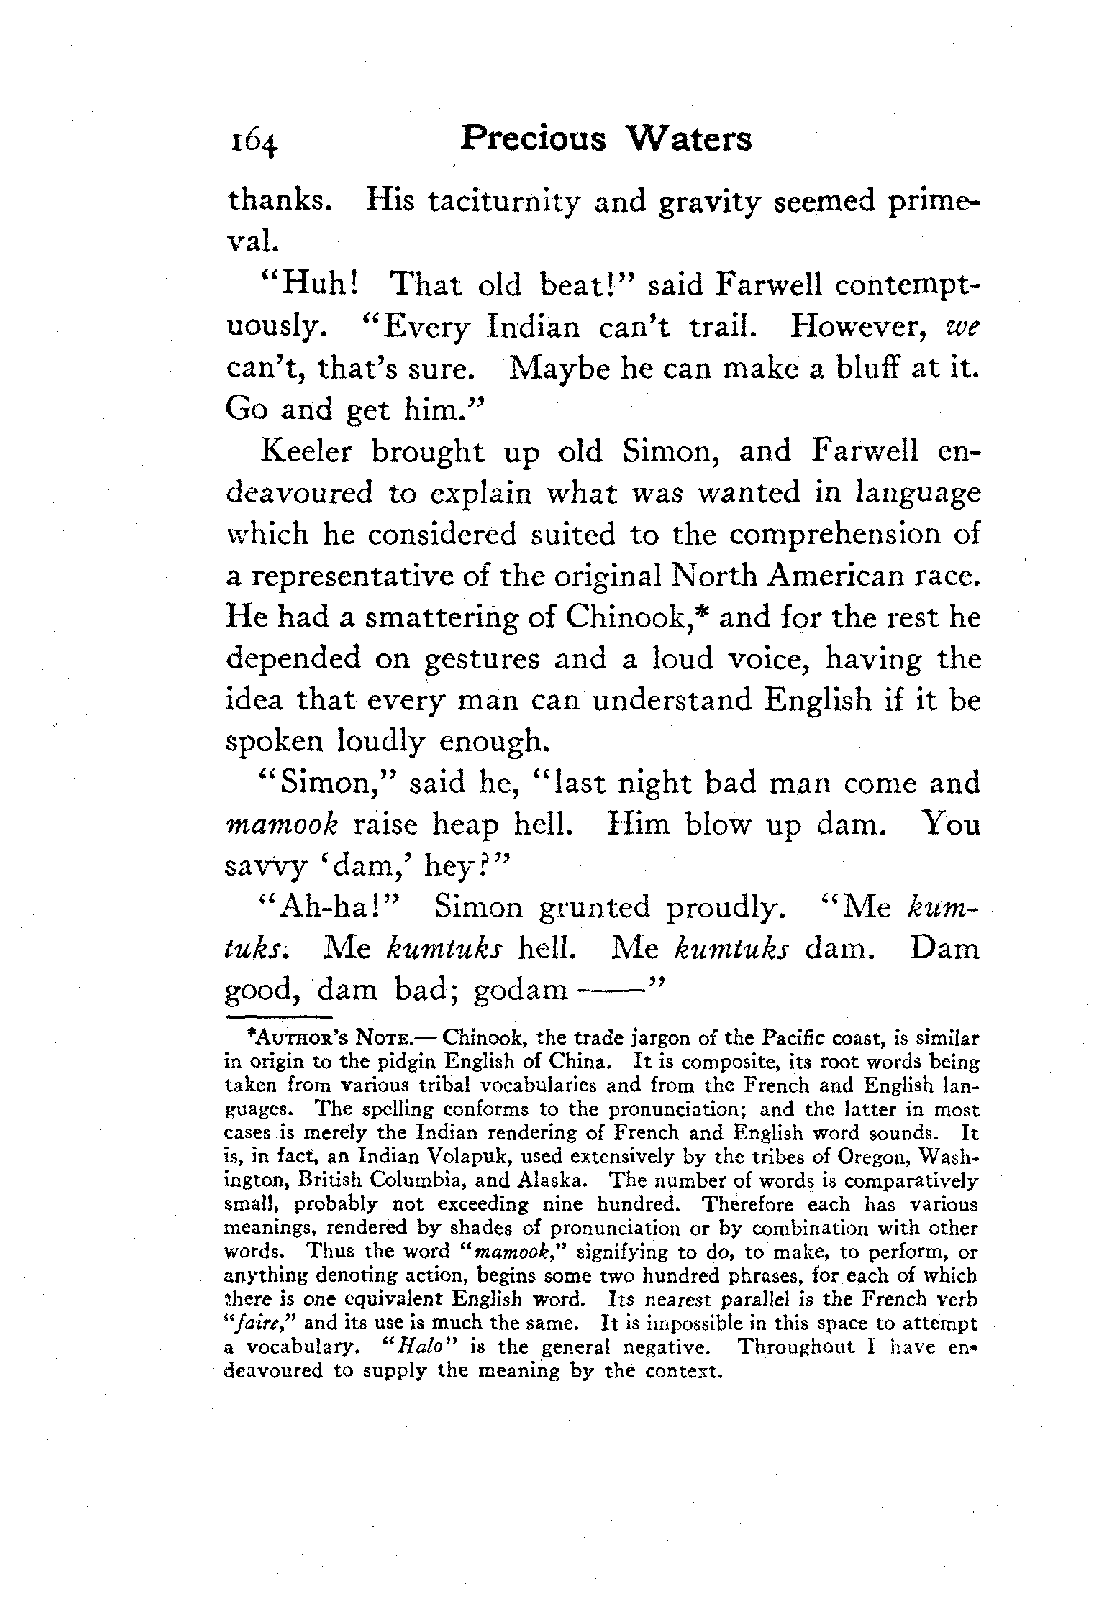 164 Precious Waters
thanks. His taciturnity and gravity seemed prime-
val.
"Huh! That old beat!" said Farwell contempt-
uously. "Every Indian can't trail. However, we
can't, that's sure. Maybe he can make a bluff at it.
Go and get him."
Keeler brought up old Simon, and Farwell en-
deavoured to explain what was wanted in language
which he considered suited to the comprehension of
a representative of the original North American race.
He had a smattering of Chinook,* and for the rest he
depended on gestures and a loud voice, having the
idea that every man can understand English if it be
spoken loudly enough.
"Simon," said he, "last night bad man come and
mamook raise heap hell. Him blow up dam. You
savvy 'dam,' hey?"
"Ah-ha!" Simon grunted proudly. "Me kum-
tuks. Me kumtuks hell. Me kumtuks dam. Dam
good, dam bad; godam ——"
*AUTHOR'S NOTE.— Chinook, the trade jargon of the Pacific coast, is similar
in origin to the pidgin English of China. It is composite, its root words being
taken from various tribal vocabularies and from the French and English lan-
guages. The spelling conforms to the pronunciation; and the latter in most
cases is merely the Indian rendering of French and English word sounds. It
is, in fact, an Indian Volapuk, used extensively by the tribes of Oregon, Wash-
ington, British Columbia, and Alaska. The number of words is comparatively
small, probably not exceeding nine hundred. Therefore each has various
meanings, rendered by shades of pronunciation or by combination with other
words. Thus the word "mamook," signifying to do, to make, to perform, or
anything denoting action, begins some two hundred phrases, for each of which
there is one equivalent English word. Its nearest parallel is the French verb
"faire," and its use is much the same. It is impossible in this space to attempt
a vocabulary. "Halo" is the general negative. Throughout I have en-
deavoured to supply the meaning by the context.